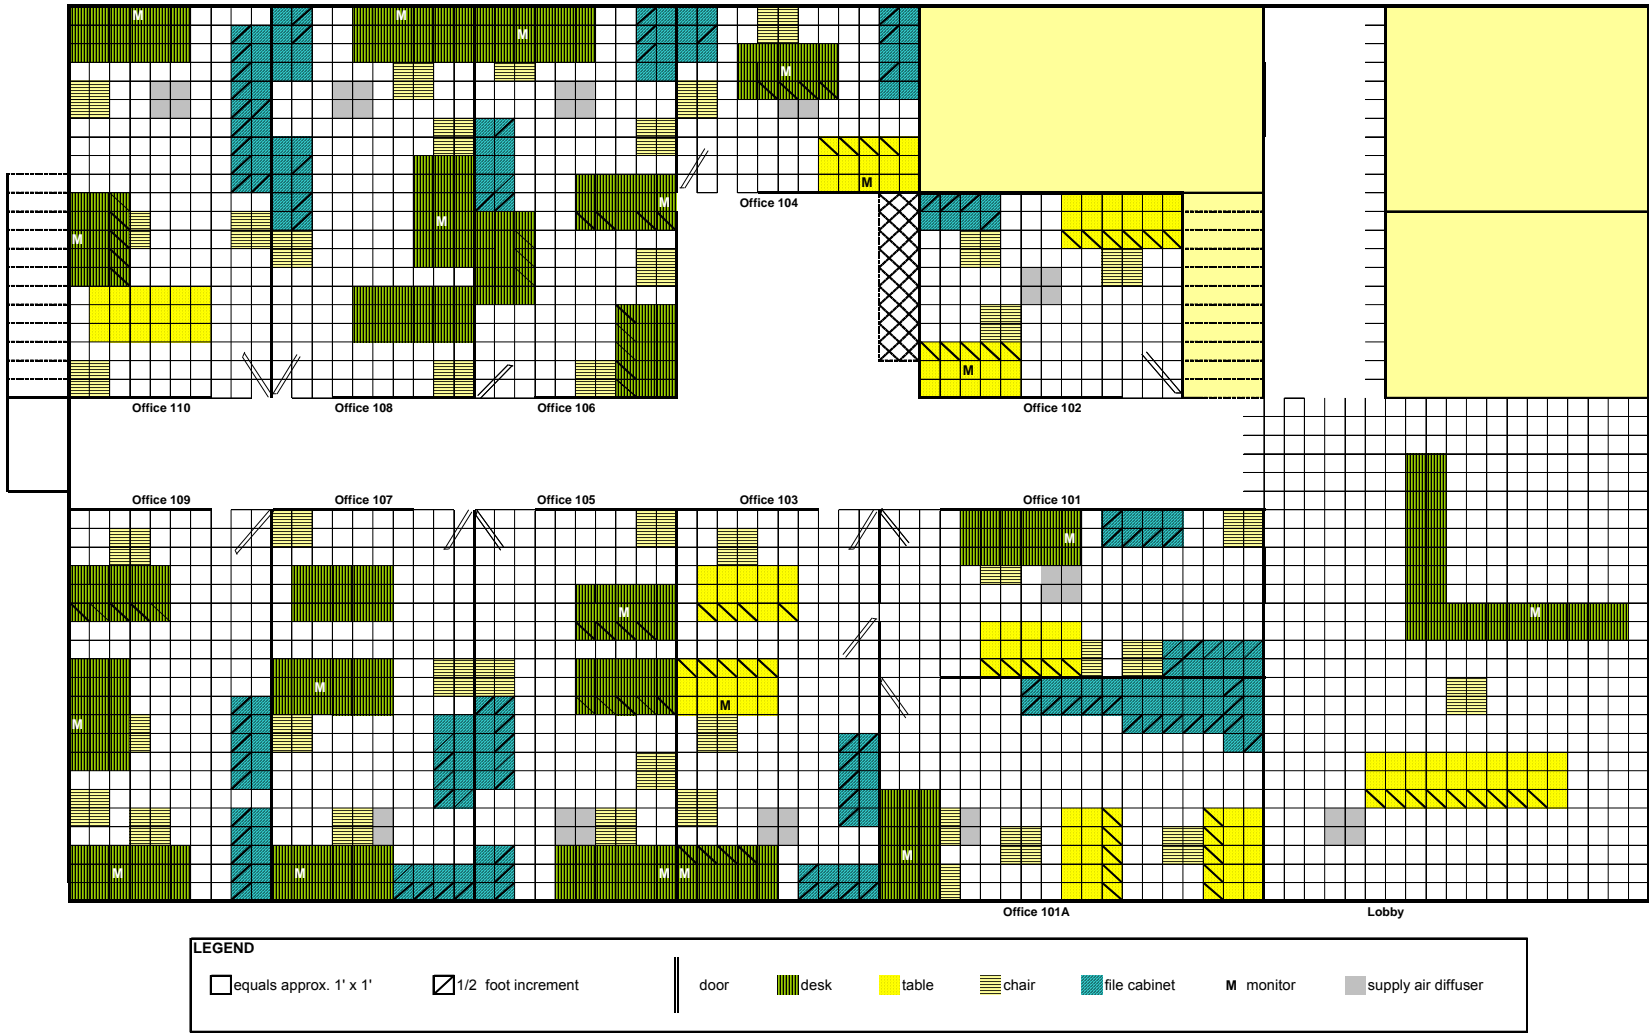 M M M
M
M
Office 104
M
M M
M
Office 110 Office 108 Office 106 Office 102
Office 109 Office 107 Office 105 Office 103 Office 101
M
M M
M
M
M
M
M M M M
Office 101A Lobby
LEGEND
equals approx. 1' x 1' 1/2 foot increment door desk table chair file cabinet M monitor supply air diffuser